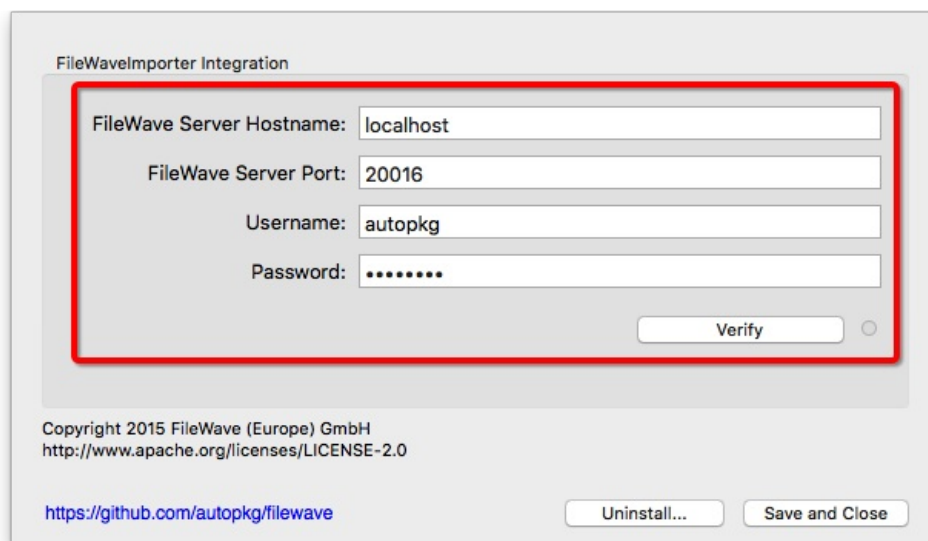 FileWaveImporter Integration
FileWave Server Hostname: localhost
FileWave Server Port: 20016
Username: autopkg
Password: ••••••••
Verify
Copyright 2015 FileWave (Europe) GmbH
http://www.apache.org/licenses/LICENSE-2.0
https://github.com/autopkg/filewave Uninstall... Save and Close